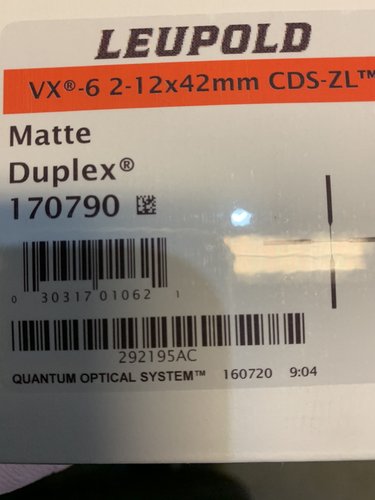 LEUPOLD
VX®-6 2-12x42mm CDS-ZL™
Matte
Duplex®
170790
0 30317 01062 1
292195AC
QUANTUM OPTICAL SYSTEM™ 160720 9:04